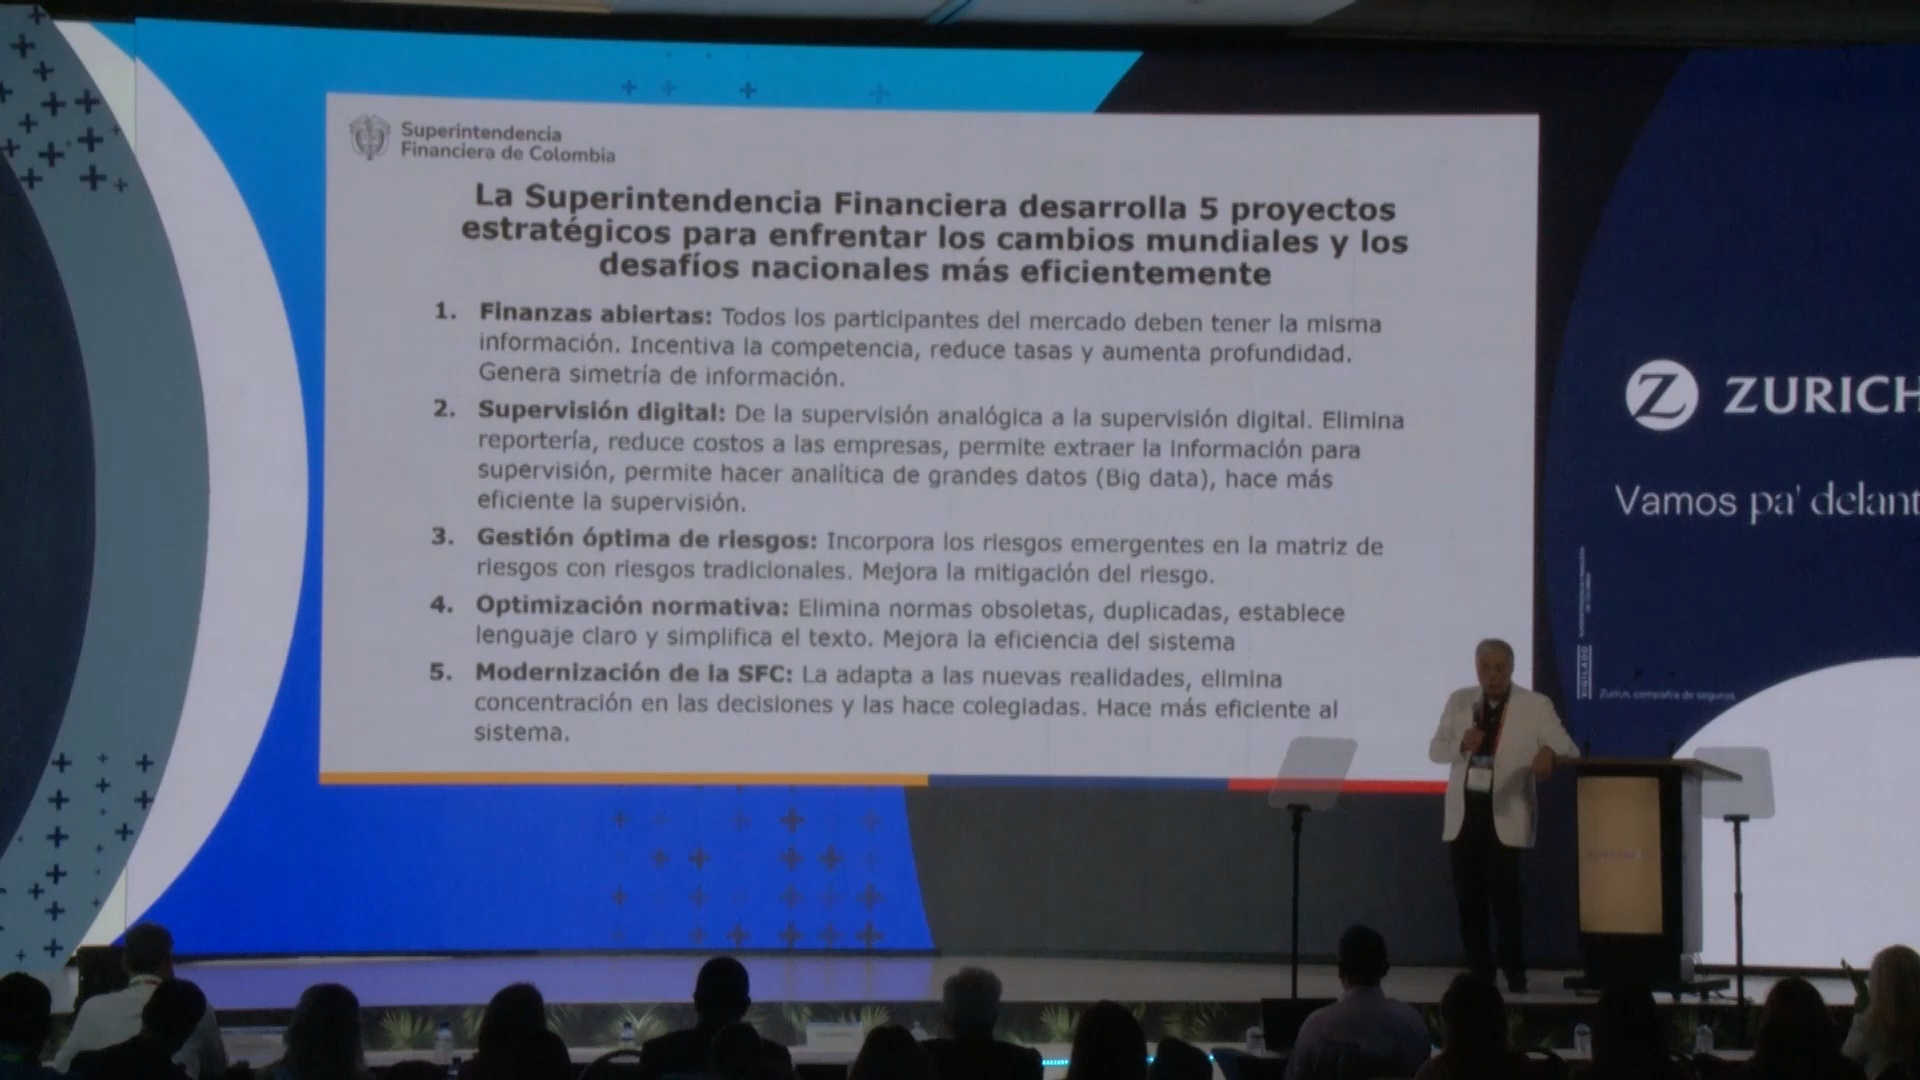 Superintendencia
Financiera de Colombia
La Superintendencia Financiera desarrolla 5 proyectos
estratégicos para enfrentar los cambios mundiales y los
desafíos nacionales más eficientemente
1. Finanzas abiertas: Todos los participantes del mercado deben tener la misma
información. Incentiva la competencia, reduce tasas y aumenta profundidad.
Genera simetría de información.
2. Supervisión digital: De la supervisión analógica a la supervisión digital. Elimina
reportería, reduce costos a las empresas, permite extraer la información para
supervisión, permite hacer analítica de grandes datos (Big data), hace más
eficiente la supervisión.
3. Gestión óptima de riesgos: Incorpora los riesgos emergentes en la matriz de
riesgos con riesgos tradicionales. Mejora la mitigación del riesgo.
4. Optimización normativa: Elimina normas obsoletas, duplicadas, establece
lenguaje claro y simplifica el texto. Mejora la eficiencia del sistema
5. Modernización de la SFC: La adapta a las nuevas realidades, elimina
concentración en las decisiones y las hace colegiadas. Hace más eficiente al
sistema.
Z ZURICH
Vamos pa' delant
VIGILADO
Zurich, compañía de seguros.